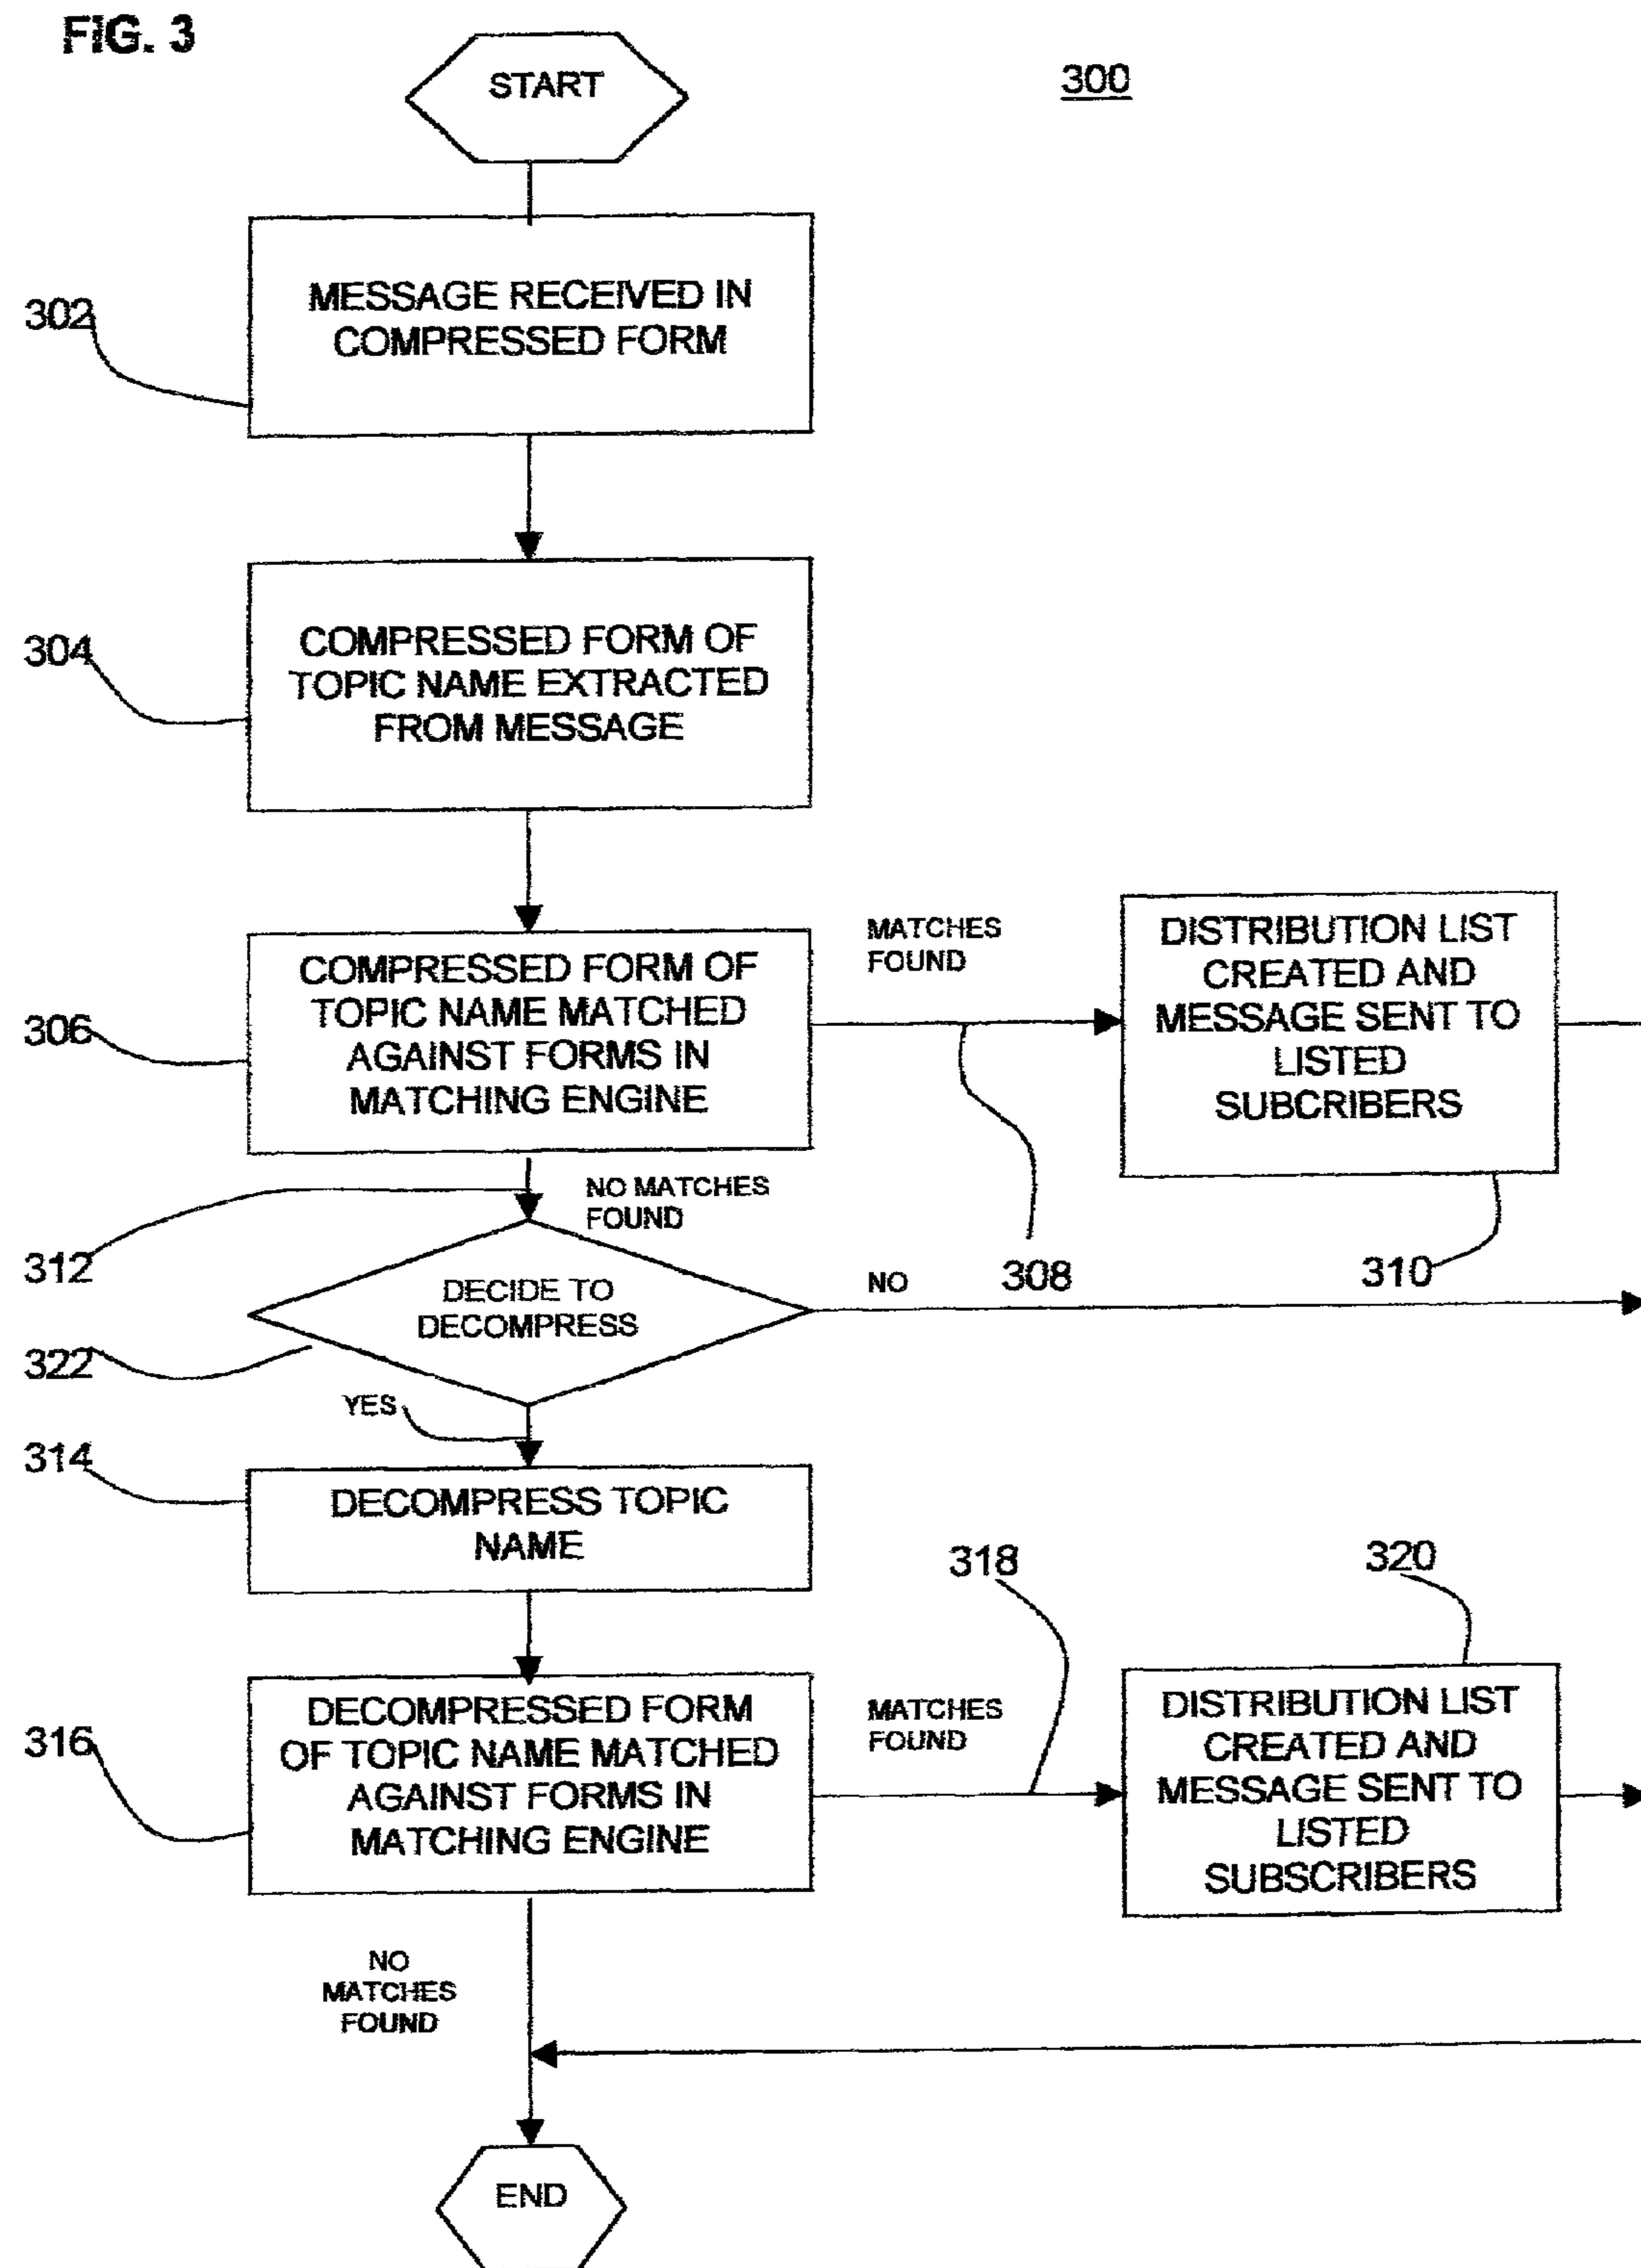 FIG. 3
START
300
MESSAGE RECEIVED IN
COMPRESSED FORM
302
COMPRESSED FORM OF
TOPIC NAME EXTRACTED
FROM MESSAGE
304
COMPRESSED FORM OF
TOPIC NAME MATCHED
AGAINST FORMS IN
MATCHING ENGINE
306
MATCHES
FOUND
DISTRIBUTION LIST
CREATED AND
MESSAGE SENT TO
LISTED
SUBCRIBERS
NO MATCHES
FOUND
312
308
310
DECIDE TO
DECOMPRESS
NO
322
YES
314
DECOMPRESS TOPIC
NAME
318
320
DECOMPRESSED FORM
OF TOPIC NAME MATCHED
AGAINST FORMS IN
MATCHING ENGINE
316
MATCHES
FOUND
DISTRIBUTION LIST
CREATED AND
MESSAGE SENT TO
LISTED
SUBSCRIBERS
NO
MATCHES
FOUND
END